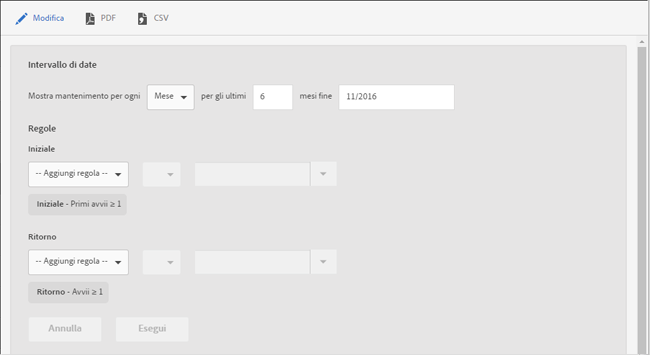 Modifica PDF CSV
Intervallo di date
Mostra mantenimento per ogni Mese per gli ultimi 6 mesi fine 11/2016
Regole
Iniziale
-- Aggiungi regola --
Iniziale - Primi avvii ≥ 1
Ritorno
-- Aggiungi regola --
Ritorno - Avvii ≥ 1
Annulla Esegui